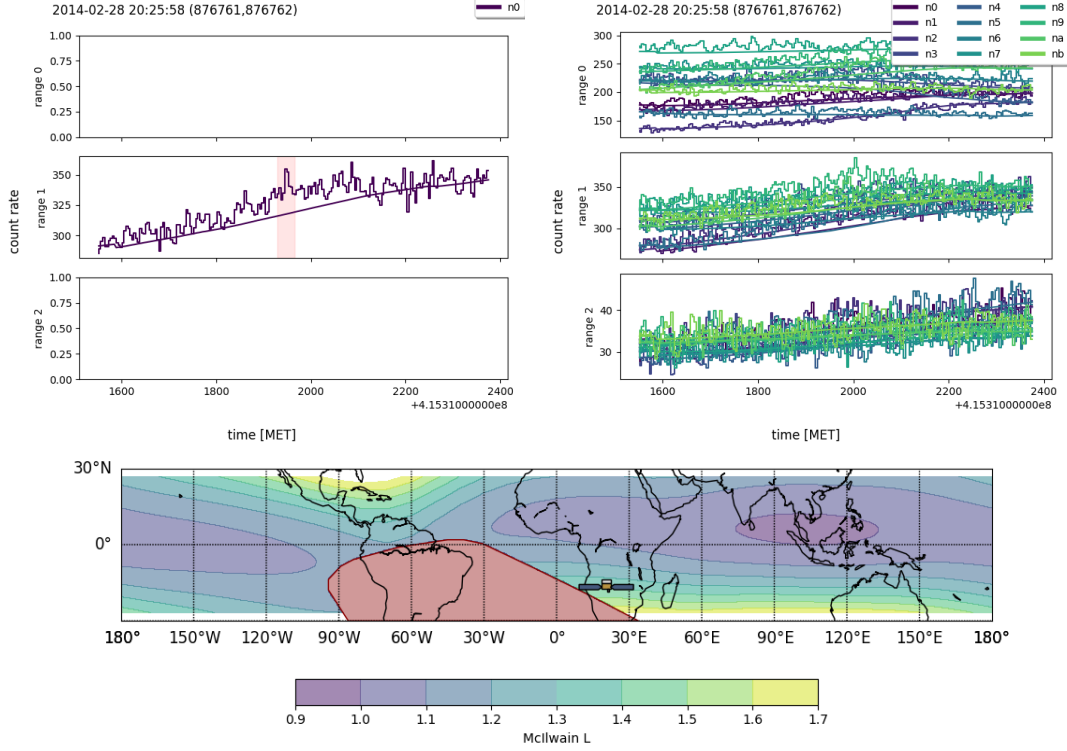 2014-02-28 20:25:58 (876761,876762)
n0
range 0
1.00
0.75
0.50
0.25
0.00
count rate
range 1
350
325
300
range 2
1.00
0.75
0.50
0.25
0.00
1600 1800 2000 2200 2400
+4.1531000000e8
time [MET]
2014-02-28 20:25:58 (876761,876762)
n0 n4 n8
n1 n5 n9
n2 n6 na
n3 n7 nb
range 0
300
250
200
150
count rate
range 1
350
300
range 2
40
30
1600 1800 2000 2200 2400
+4.1531000000e8
time [MET]
30°N
0°
180° 150°W 120°W 90°W 60°W 30°W 0° 30°E 60°E 90°E 120°E 150°E 180°
0.9 1.0 1.1 1.2 1.3 1.4 1.5 1.6 1.7
McIlwain L